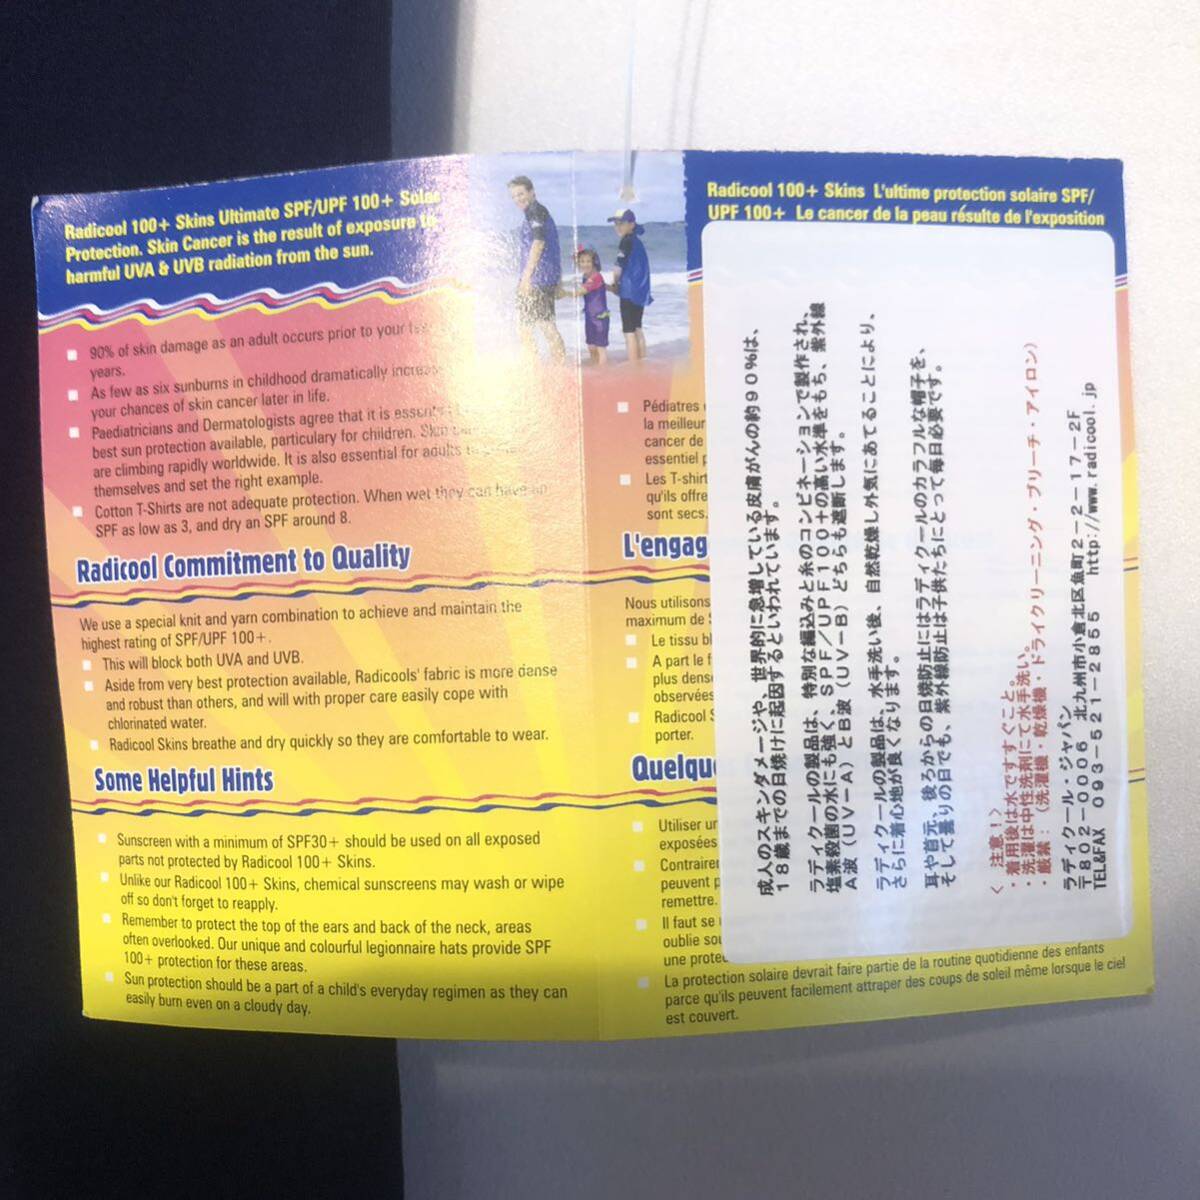 Radicool 100+ Skins Ultimate SPF/UPF 100+ Solar
Protection. Skin Cancer is the result of exposure to
harmful UVA & UVB radiation from the sun.
90% of skin damage as an adult occurs prior to your
years.
As few as six sunburns in childhood dramatically
your chances of skin cancer later in life.
Paediatricians and Dermatologists agree that it is
best sun protection available, particulary for children. Skin
are climbing rapidly worldwide. It is also essential for adults
themselves and set the right example.
Cotton T-Shirts are not adequate protection. When wet they can have an
SPF as low as 3, and dry an SPF around 8.
Radicool Commitment to Quality
We use a special knit and yarn combination to achieve and maintain the
highest rating of SPF/UPF 100+.
This will block both UVA and UVB.
Aside from very best protection available, Radicools' fabric is more dense
and robust than others, and will with proper care easily cope with
chlorinated water.
Radicool Skins breathe and dry quickly so they are comfortable to wear.
Some Helpful Hints
Sunscreen with a minimum of SPF30+ should be used on all exposed
parts not protected by Radicool 100+ Skins.
Unlike our Radicool 100+ Skins, chemical sunscreens may wash or wipe
off so don't forget to reapply.
Remember to protect the top of the ears and back of the neck, areas
often overlooked. Our unique and colourful legionnaire hats provide SPF
100+ protection for these areas.
Sun protection should be a part of a child's everyday regimen as they can
easily burn even on a cloudy day.
Radicool 100+ Skins L'ultime protection solaire SPF/
UPF 100+ Le cancer de la peau résulte de l'exposition
Pédiatres
la meilleur
cancer de
essentiel
Les T-shirt
qu'ils offre
sont secs.
L'engag
Nous utilisons
maximum de
Le tissu bl
A part le f
plus dens
observées
Radicool S
porter.
Quelqu
Utiliser un
exposées
Contrairer
peuvent p
remettre.
Il faut se
oublie sou
une protec
La protection solaire devrait faire partie de la routine quotidienne des enfants
parce qu'ils peuvent facilement attraper des coups de soleil même lorsque le ciel
est couvert.
成人のスキンダメージや、世界的に急増している皮膚がんの約90%は、
18歳までの日焼けに起因するといわれています。
ラディクールの製品は、特別な編込みと糸のコンビネーションで製作され、
塩素殺菌の水にも強く、SPF/UPF100+の高い水準をもち、紫外線
A波(UV-A)とB波(UV-B)どちらも遮断します。
ラディクールの製品は、水手洗い後、自然乾燥し外気にあてることにより、
さらに着心地が良くなります。
耳や首元、後ろからの日焼防止にはラディクールのカラフルな帽子を、
そして曇りの日でも、紫外線防止は子供たちにとって毎日必要です。
<注意!>
・着用後は水ですすぐこと。
・洗濯は中性洗剤にて水手洗い。
・厳禁:(洗濯機・乾燥機・ドライクリーニング・ブリーチ・アイロン)
ラディクール・ジャパン
〒802-0006 北九州市小倉北区魚町2-2-17-2F
TEL&FAX 093-521-2855 http://www.radicool.jp